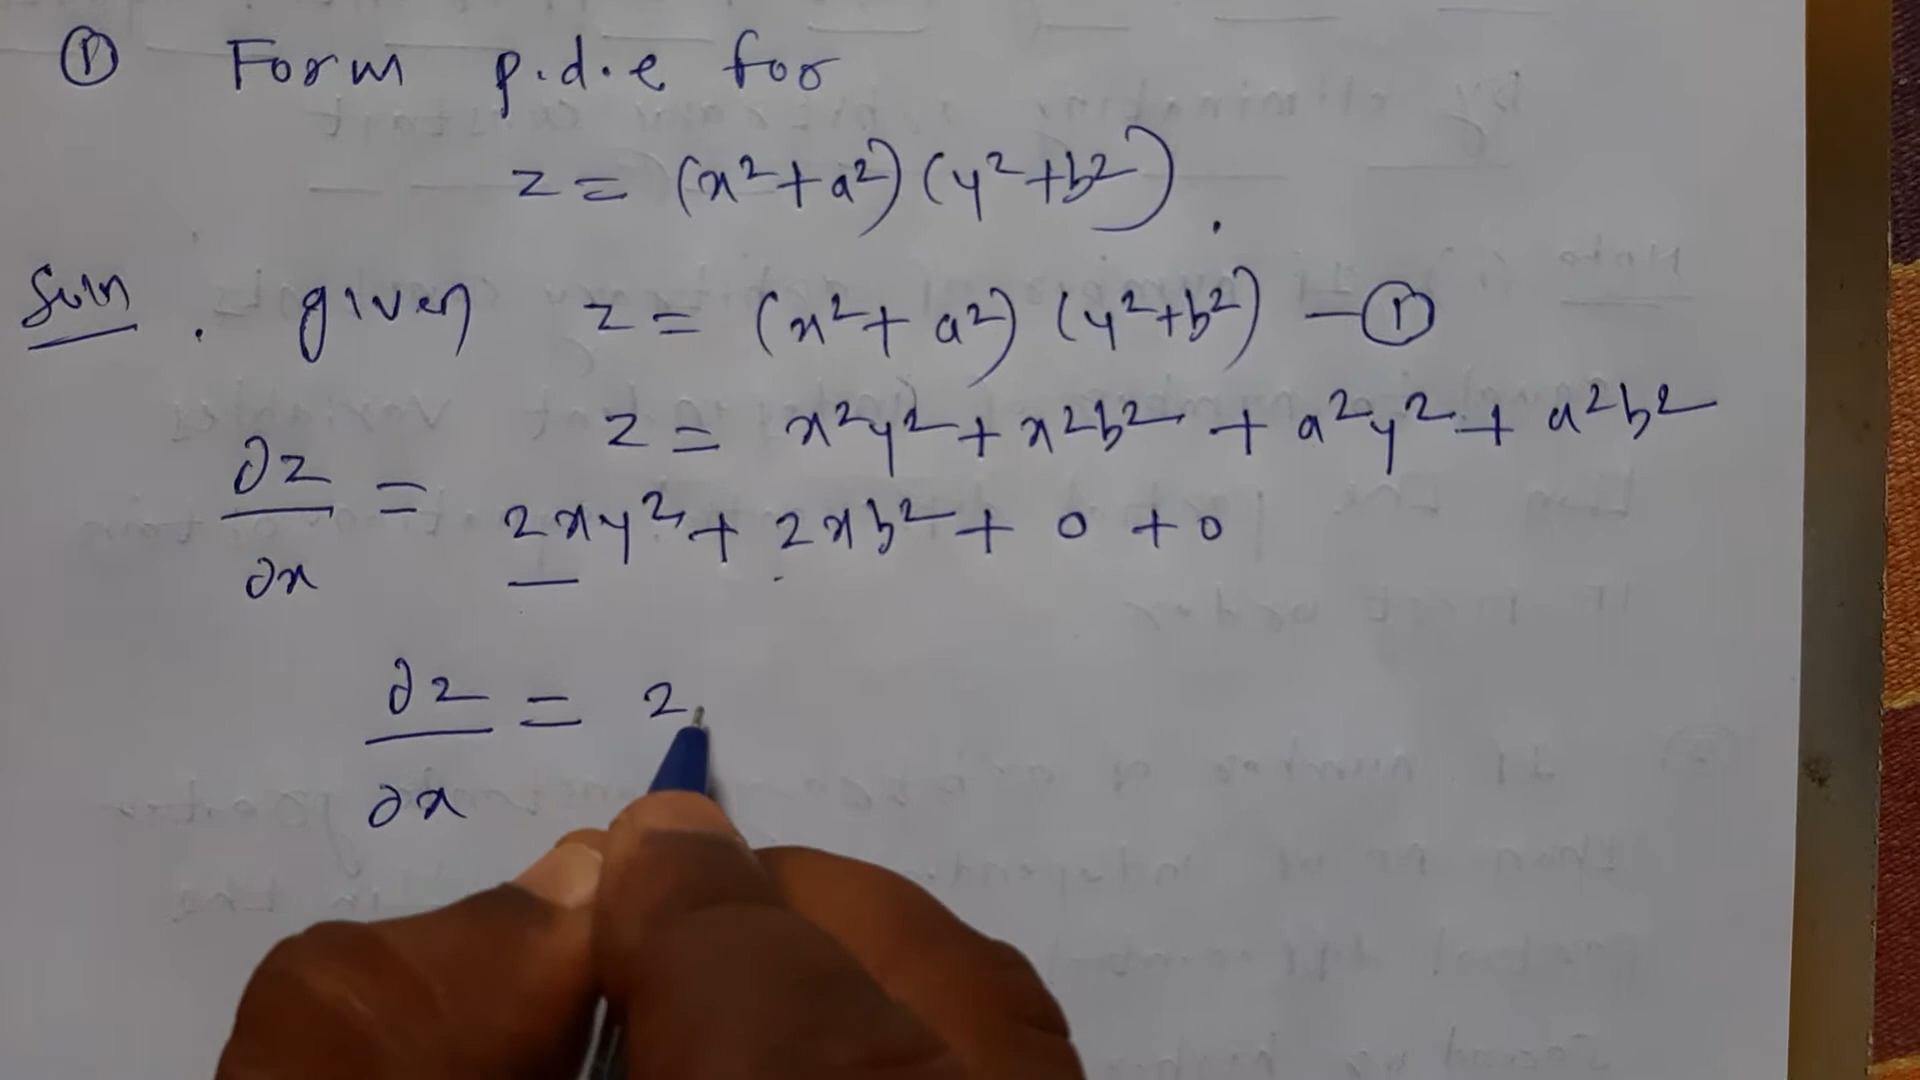 ① Form p.d.e for
z = (x²+a²) (y²+b²).
Soln. given z = (x²+ a²) (y²+b²) —①
z = x²y² + x²b² + a²y² + a²b²
∂z/∂x = 2xy² + 2xb² + 0 + 0
∂z/∂x = 2